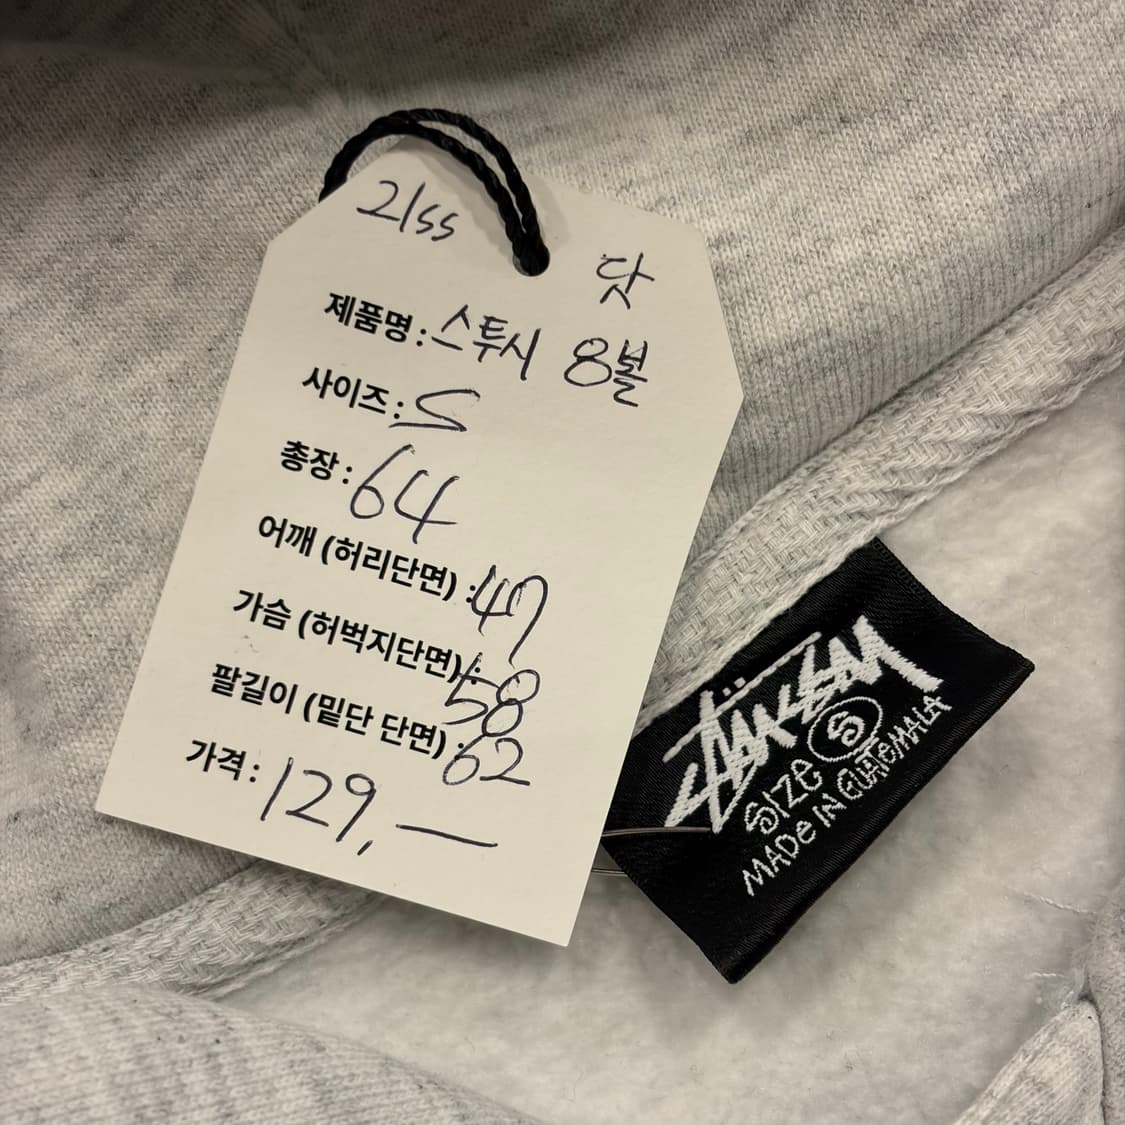 21ss
닷
제품명 : 스투시 8볼
사이즈 : S
총장 : 64
어깨 (허리단면) : 47
가슴 (허벅지단면) : 58
팔길이 (밑단 단면) : 62
가격 : 129,—
STÜSSY
SIZE S
MADE IN GUATEMALA